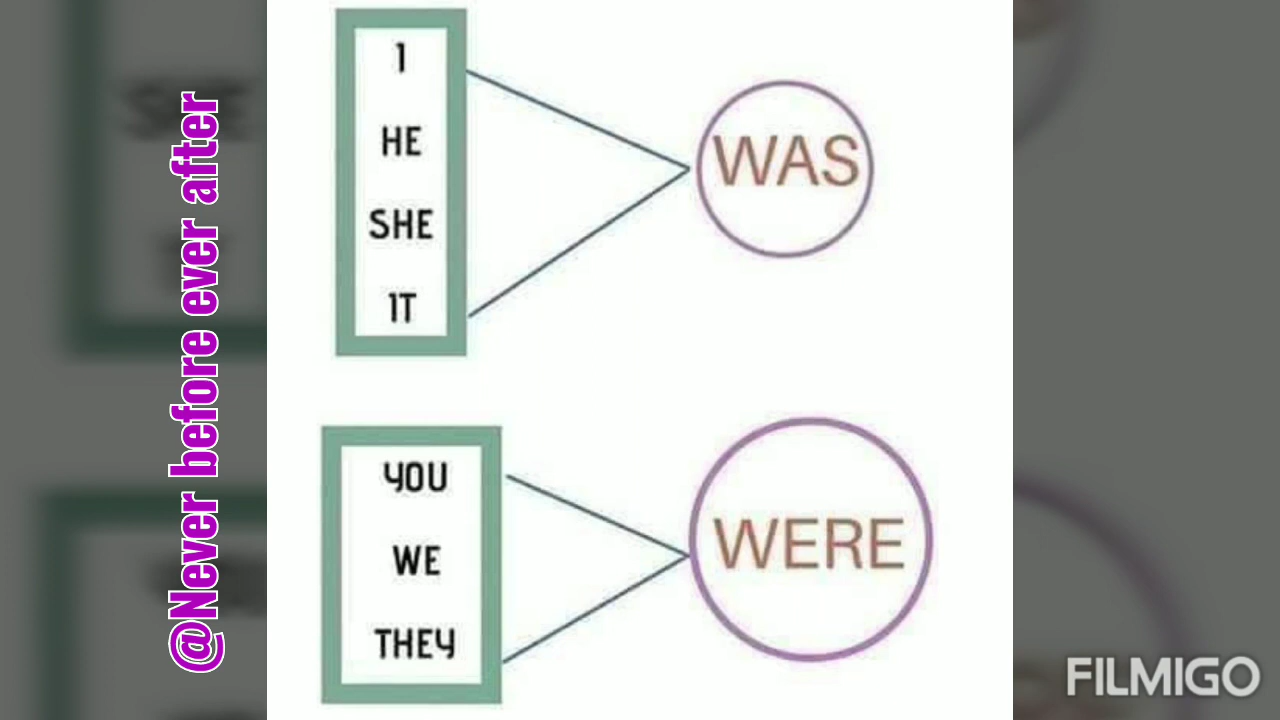 @Never before ever after
I
HE
SHE
IT
WAS
YOU
WE
THEY
WERE
FILMIGO